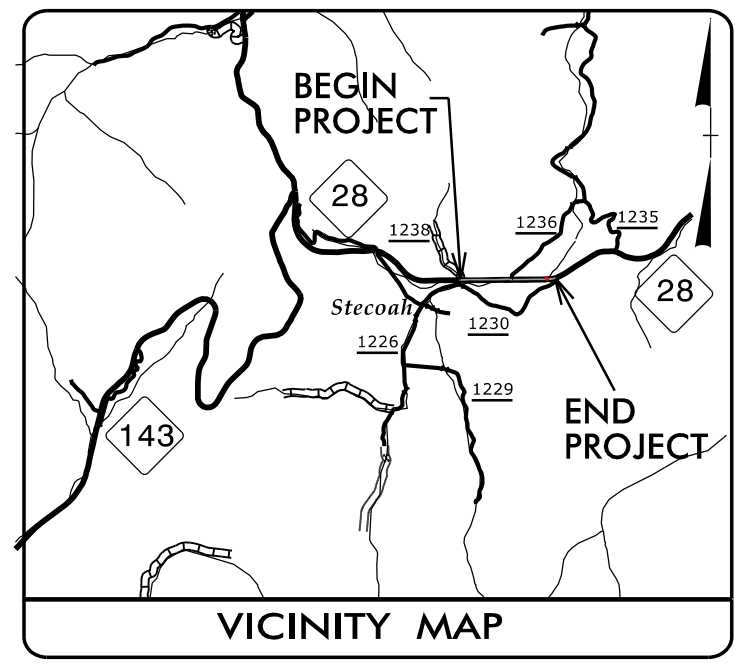 BEGIN
PROJECT
28
1238
1236
1235
28
Stecoah
1230
1226
1229
END
PROJECT
143
VICINITY MAP